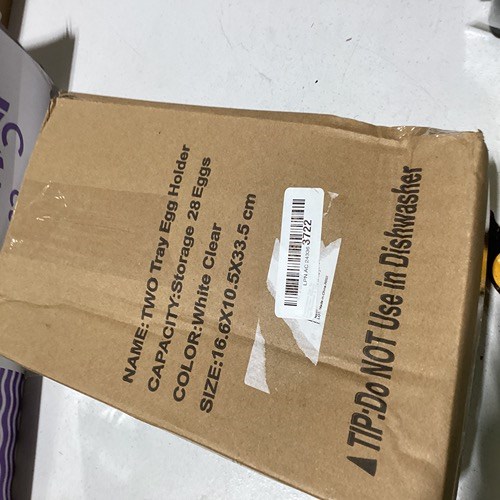 NAME:TWO Tray Egg Holder
CAPACITY:Storage 28 Eggs
COLOR:White Clear
SIZE:16.6X10.5X33.5 cm
3722
▲TIP:Do NOT Use in Dishwasher